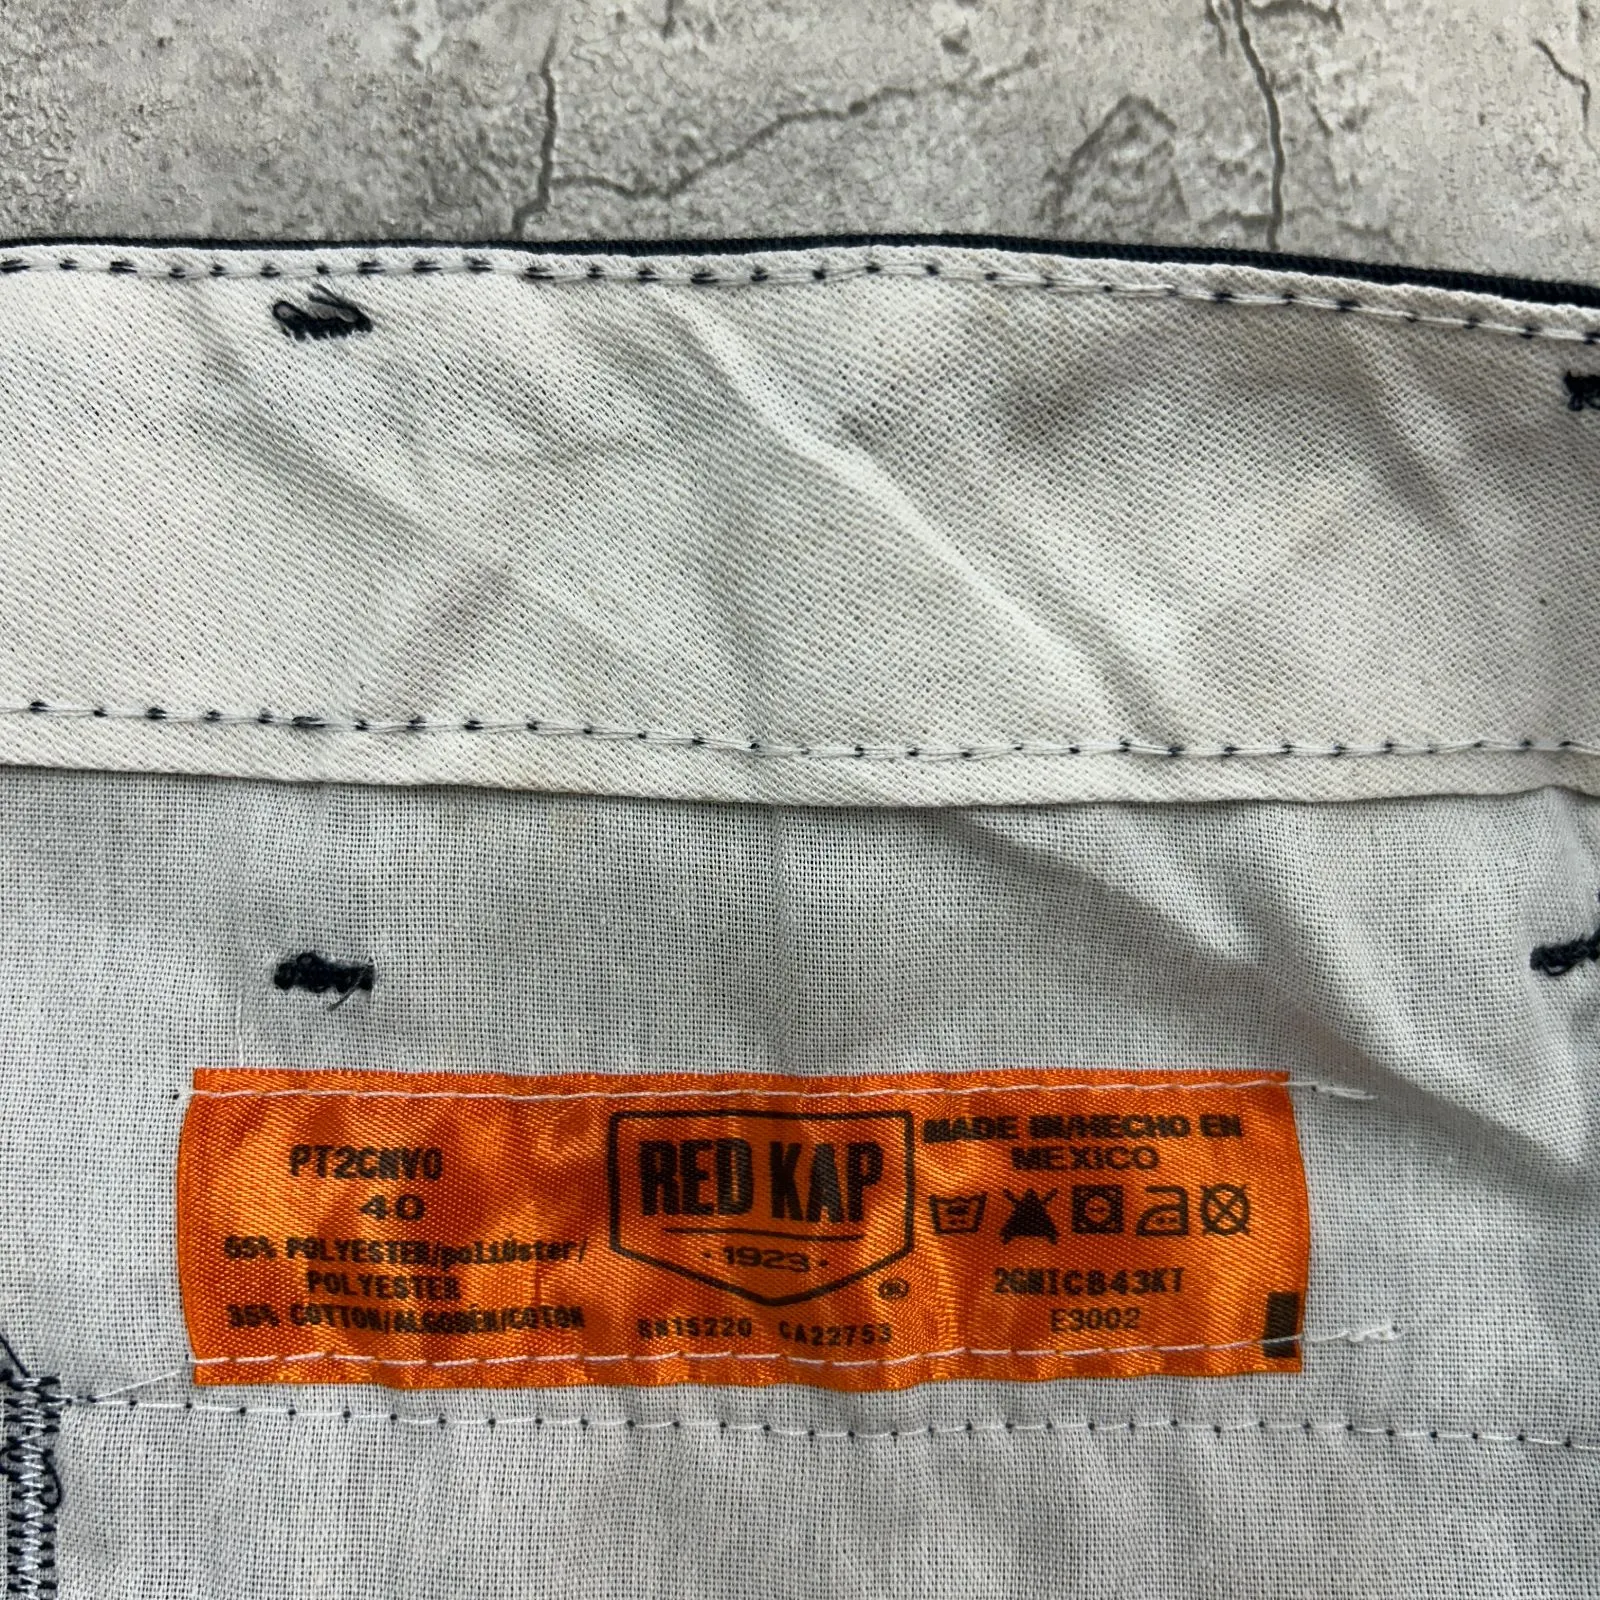 PT2CNV0
40
65% POLYESTER/poliéster/
POLYESTER
35% COTTON/ALGODÓN/COTON
RED KAP
· 1923 ·
®
RN15220 CA22753
MADE IN/HECHO EN
MEXICO
E3002